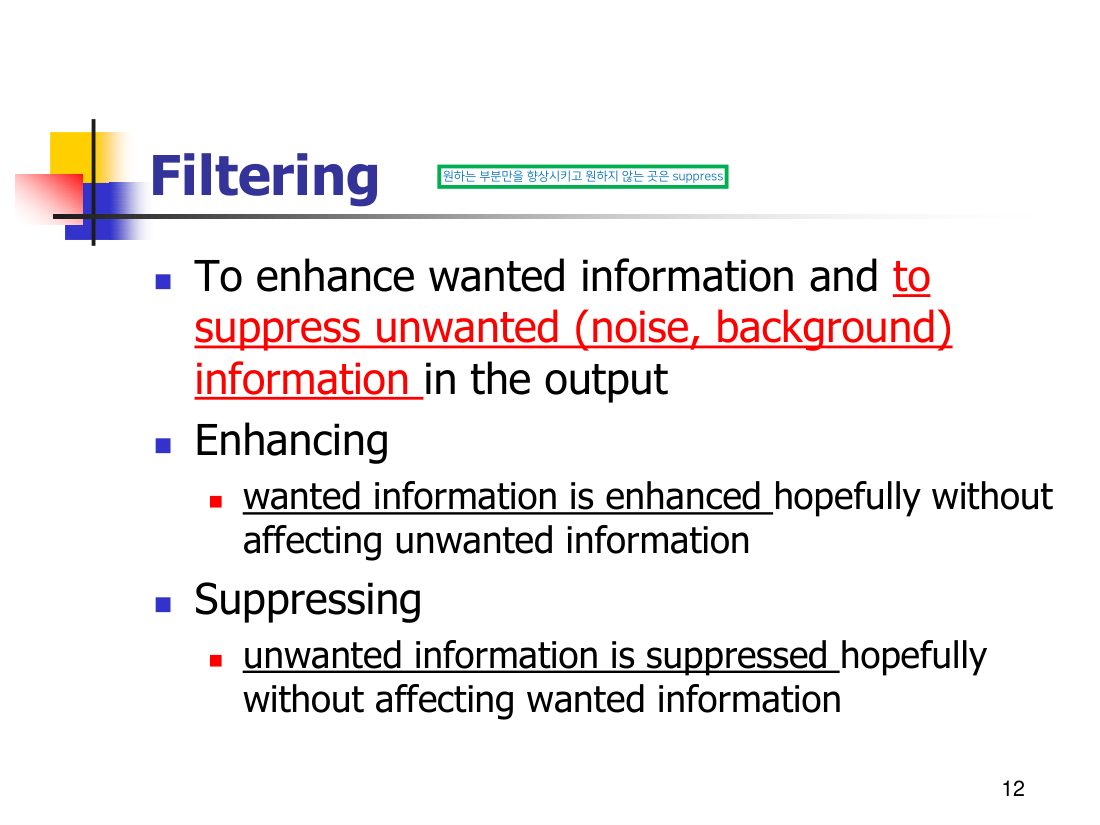 Filtering
원하는 부분만을 향상시키고 원하지 않는 곳은 suppress
To enhance wanted information and to
suppress unwanted (noise, background)
information in the output
Enhancing
wanted information is enhanced hopefully without
affecting unwanted information
Suppressing
unwanted information is suppressed hopefully
without affecting wanted information
12